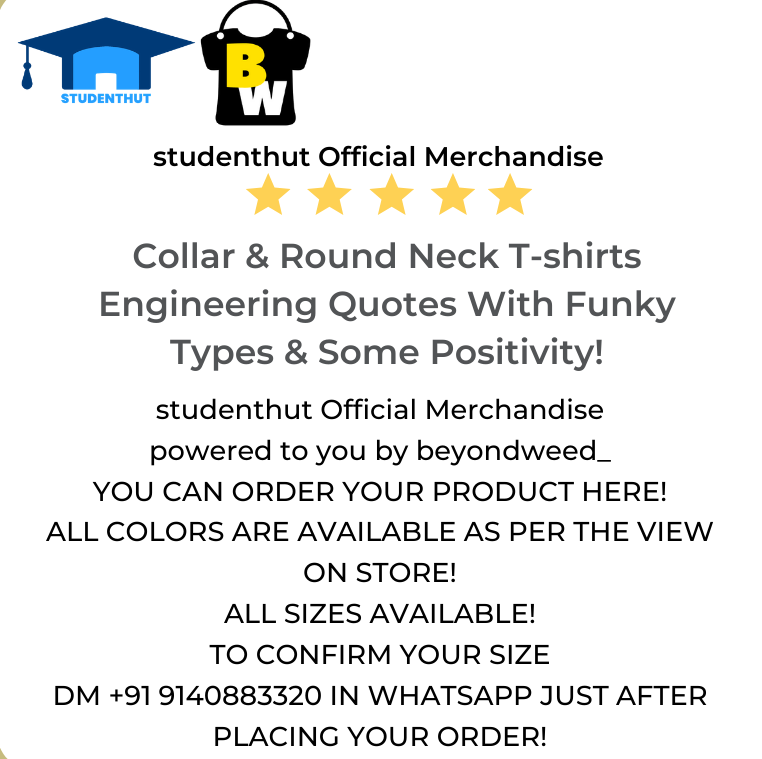 STUDENTHUT
BW
studenthut Official Merchandise
Collar & Round Neck T-shirts
Engineering Quotes With Funky
Types & Some Positivity!
studenthut Official Merchandise
powered to you by beyondweed_
YOU CAN ORDER YOUR PRODUCT HERE!
ALL COLORS ARE AVAILABLE AS PER THE VIEW
ON STORE!
ALL SIZES AVAILABLE!
TO CONFIRM YOUR SIZE
DM +91 9140883320 IN WHATSAPP JUST AFTER
PLACING YOUR ORDER!